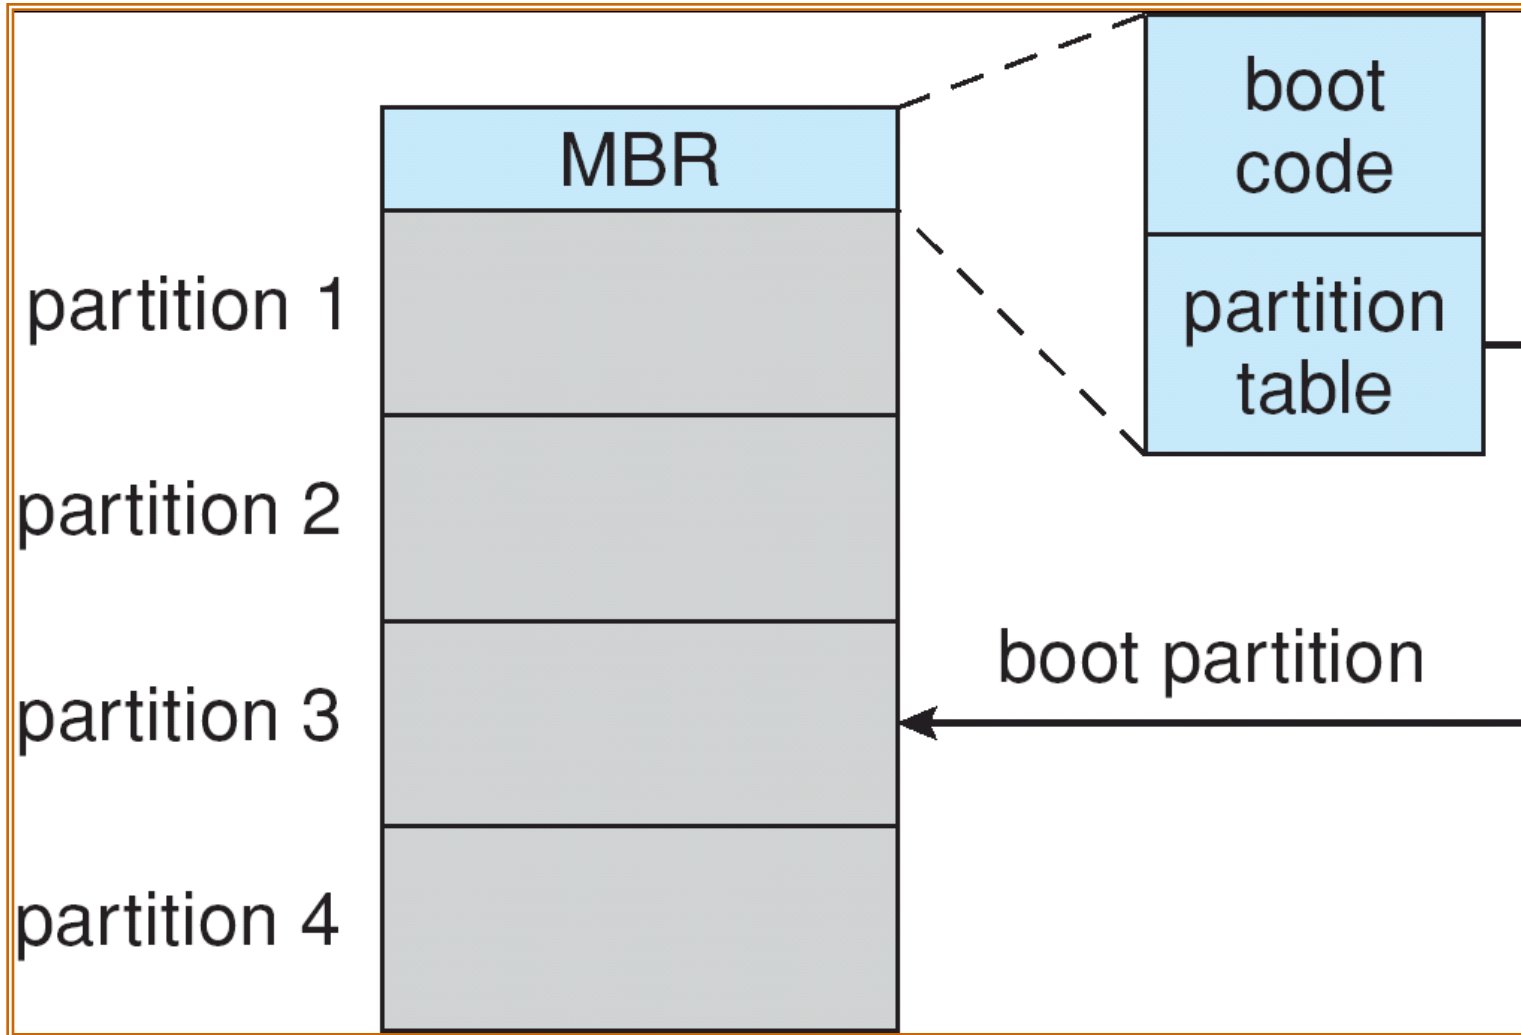 boot
code
MBR
partition 1
partition table
partition 2
boot partition
partition 3
partition 4